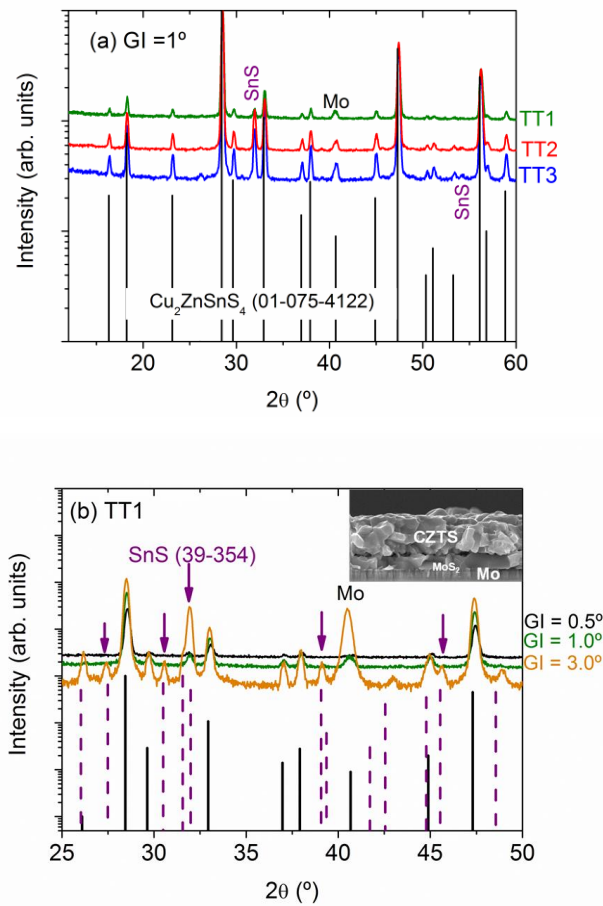 (a) GI =1º
SnS
Mo
TT1
TT2
TT3
SnS
Cu₂ZnSnS₄ (01-075-4122)
Intensity (arb. units)
20 30 40 50 60
2θ (º)
(b) TT1
CZTS
MoS₂
Mo
SnS (39-354)
Mo
GI = 0.5º
GI = 1.0º
GI = 3.0º
Intensity (arb. units)
25 30 35 40 45 50
2θ (º)